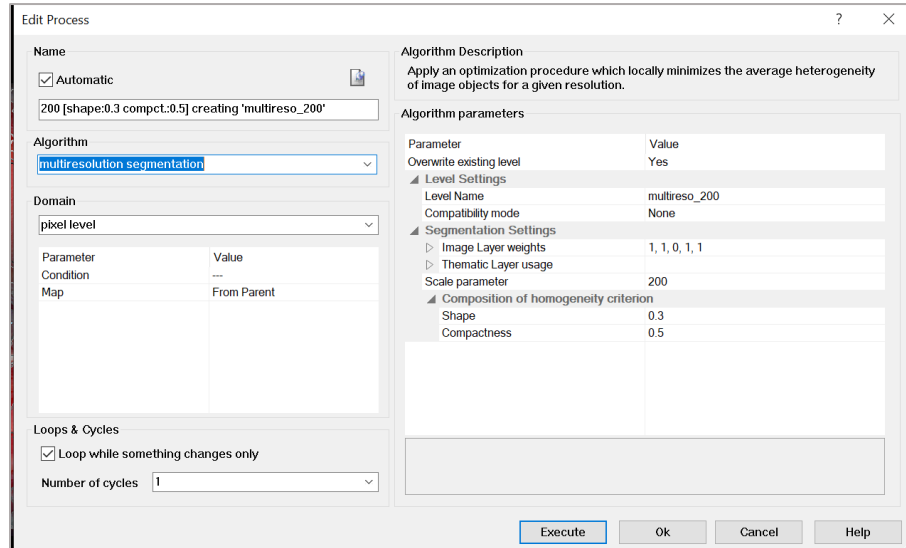 Edit Process
?
Name
Automatic
200 [shape:0.3 compct.:0.5] creating 'multireso_200'
Algorithm
multiresolution segmentation
Domain
pixel level
Parameter Value
Condition ---
Map From Parent
Loops & Cycles
Loop while something changes only
Number of cycles 1
Algorithm Description
Apply an optimization procedure which locally minimizes the average heterogeneity
of image objects for a given resolution.
Algorithm parameters
Parameter Value
Overwrite existing level Yes
Level Settings
Level Name multireso_200
Compatibility mode None
Segmentation Settings
Image Layer weights 1, 1, 0, 1, 1
Thematic Layer usage
Scale parameter 200
Composition of homogeneity criterion
Shape 0.3
Compactness 0.5
Execute Ok Cancel Help